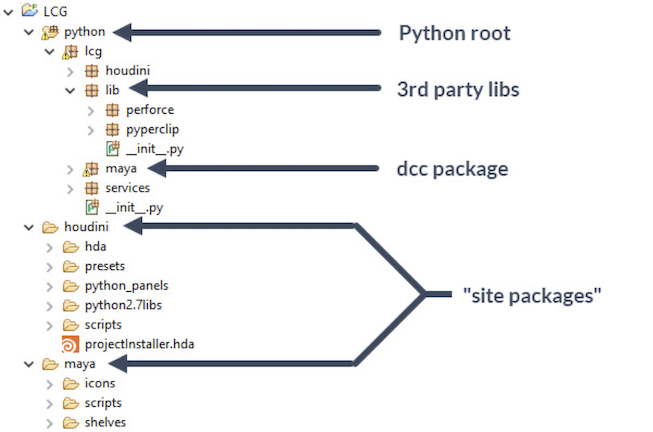 LCG
python
Python root
lcg
houdini
lib
3rd party libs
perforce
pyperclip
__init__.py
maya
dcc package
services
__init__.py
houdini
hda
presets
python_panels
"site packages"
python2.7libs
scripts
projectInstaller.hda
maya
icons
scripts
shelves